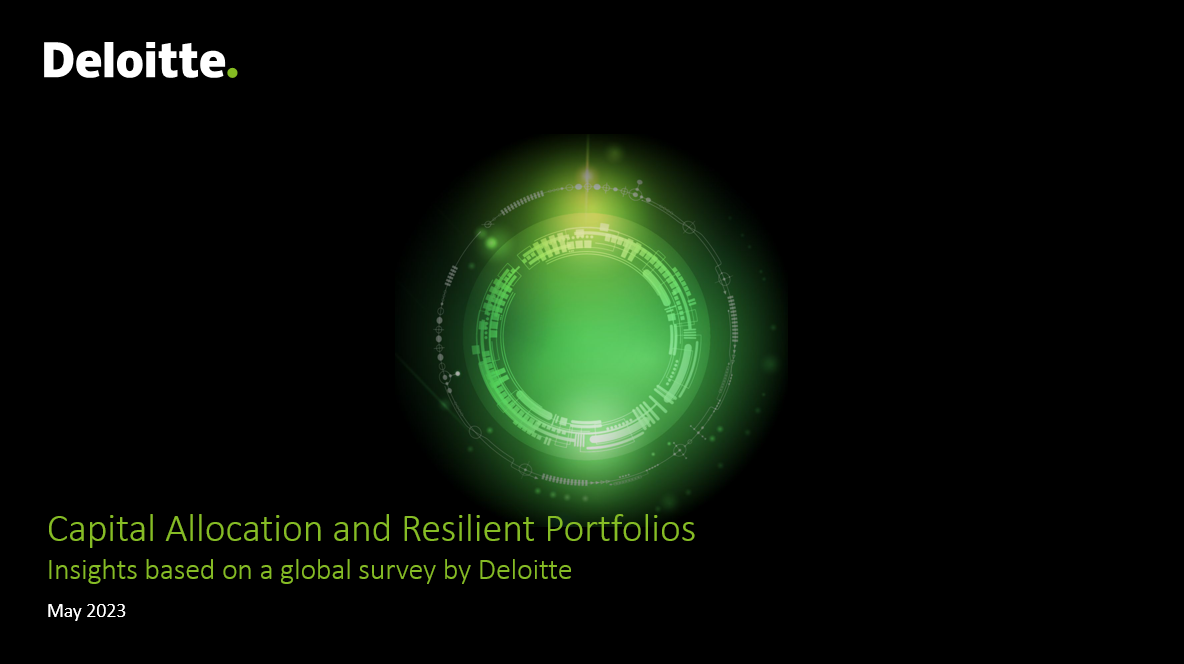 Deloitte.
Capital Allocation and Resilient Portfolios
Insights based on a global survey by Deloitte
May 2023